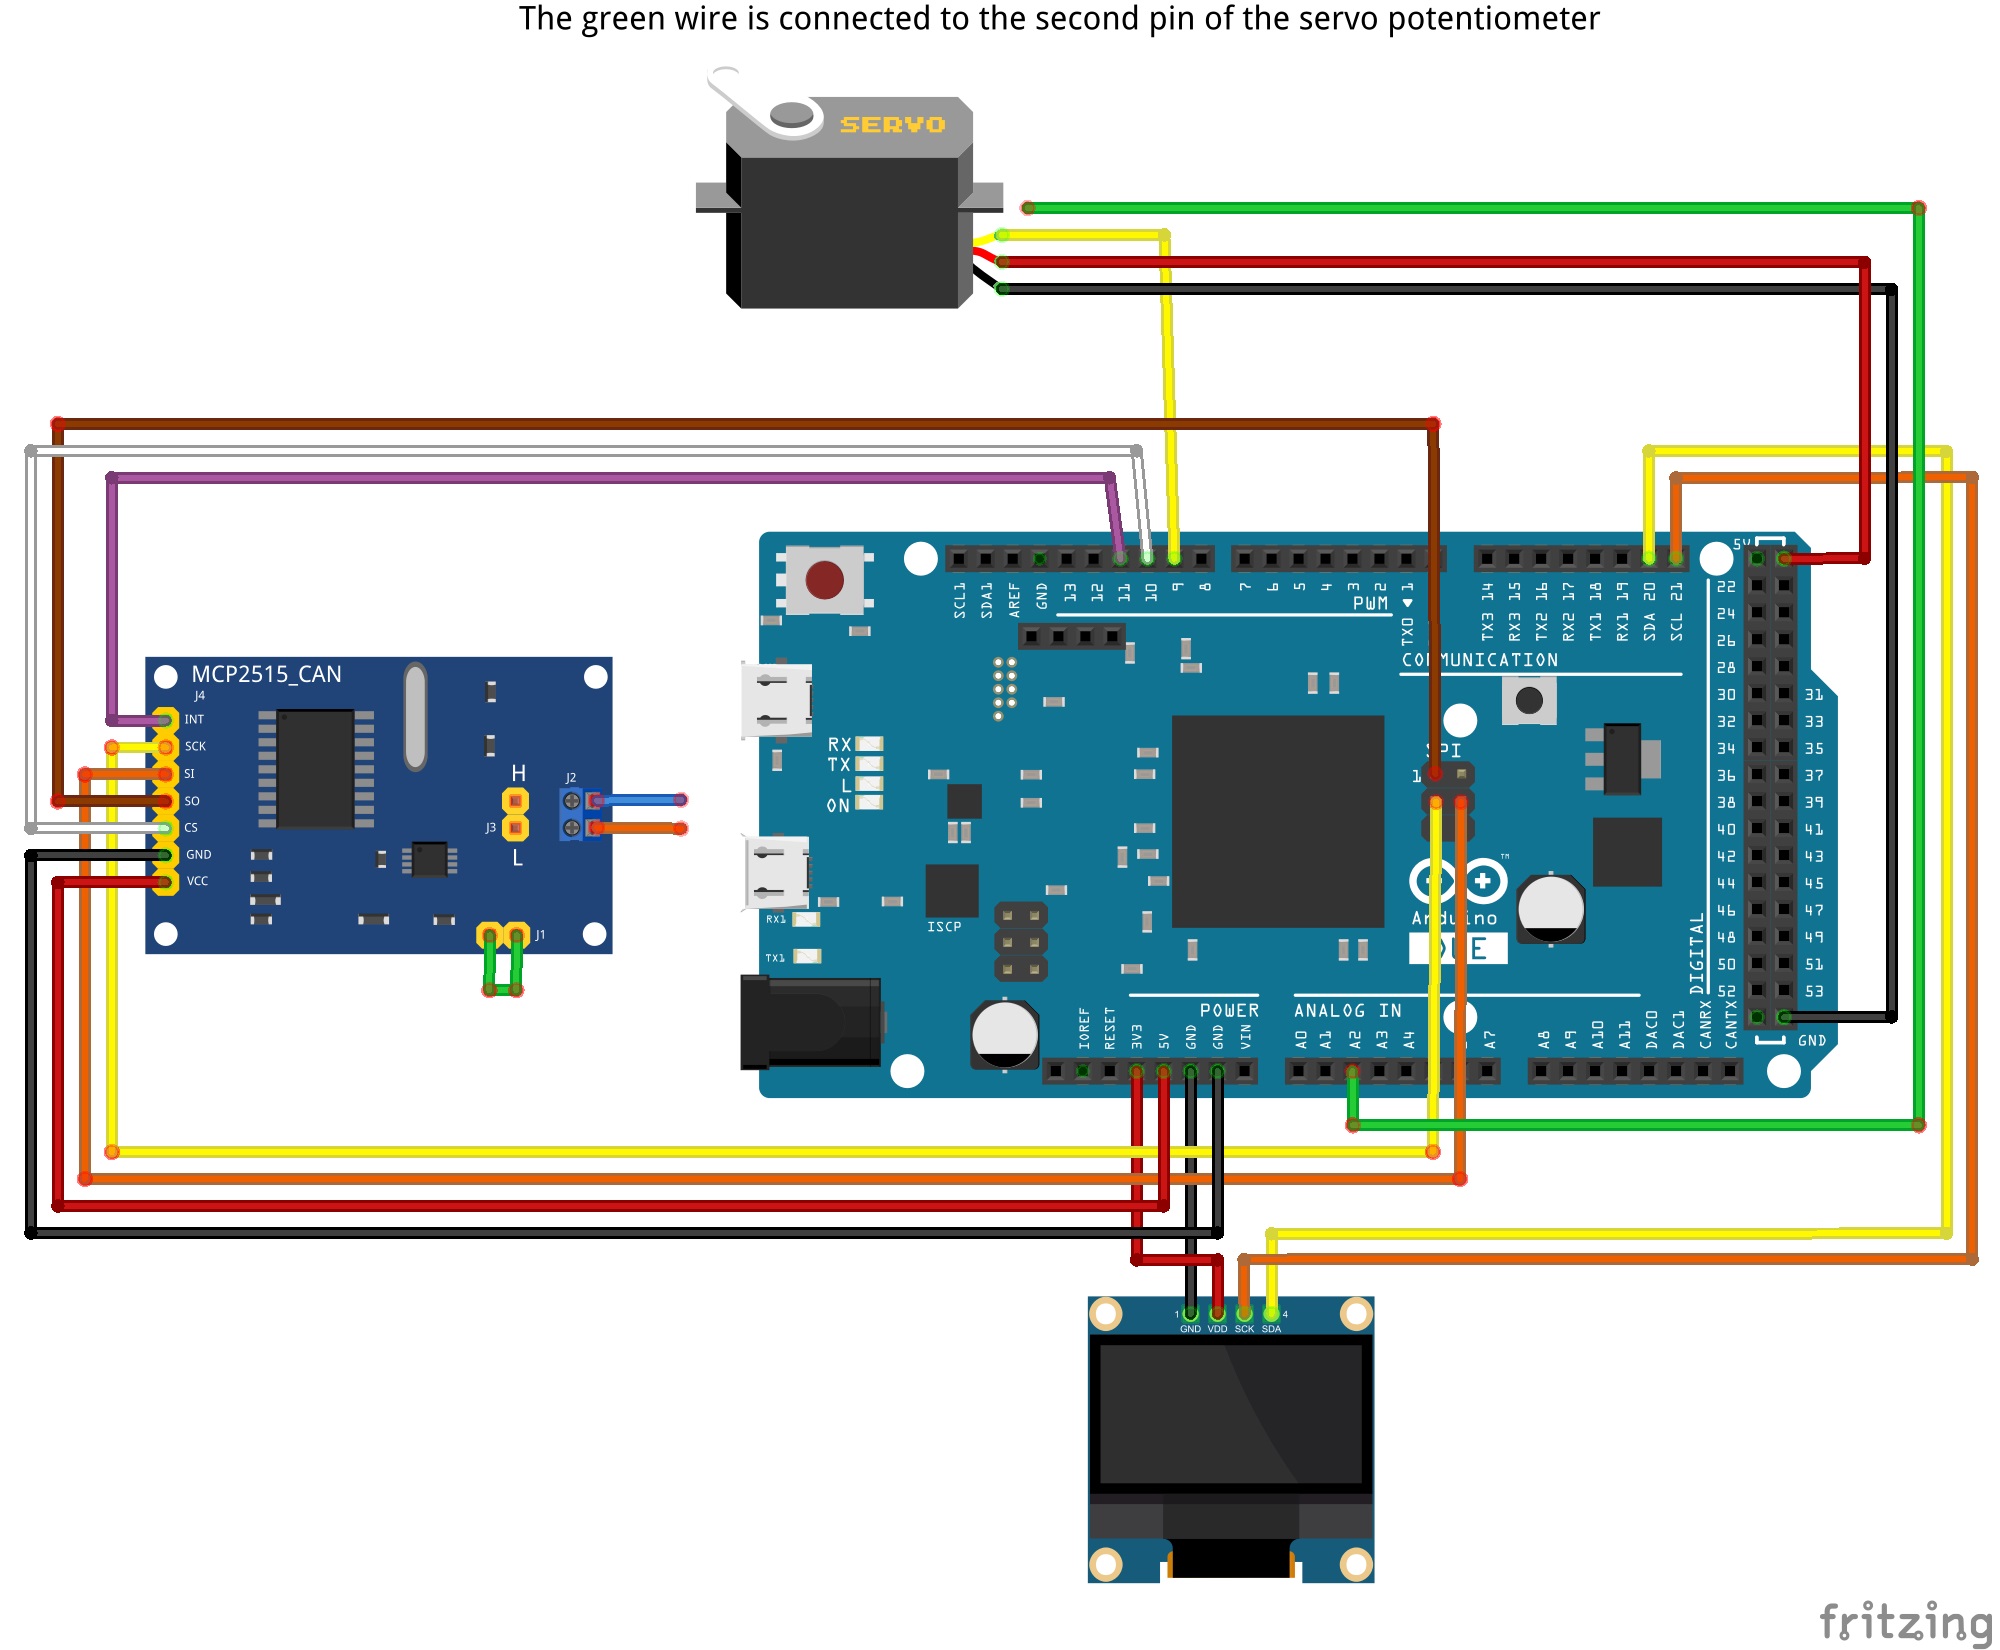 The green wire is connected to the second pin of the servo potentiometer
SERVO
5V
SCL1 SDA1 AREF GND 13 12 11 10 9 8
7 6 5 4 3 2 1
TX0
PWM
TX3 14 RX3 15 TX2 16 RX2 17 TX1 18 RX1 19 SDA 20 SCL 21
COMMUNICATION
22
24
26
28
30 31
32 33
34 35
36 37
38 39
40 41
42 43
44 45
46 47
48 49
50 51
52 53
GND
DIGITAL
MCP2515_CAN
J4
INT
SCK
SI
SO
CS
GND
VCC
H
J2
J3
L
J1
RX
TX
L
ON
SPI
1
RX1
ISCP
TX1
Arduino
TM
DUE
POWER
ANALOG IN
IOREF RESET 3V3 5V GND GND VIN
A0 A1 A2 A3 A4 A7
A8 A9 A10 A11 DAC0 DAC1 CANRX CANTX
1 4
GND VDD SCK SDA
fritzing